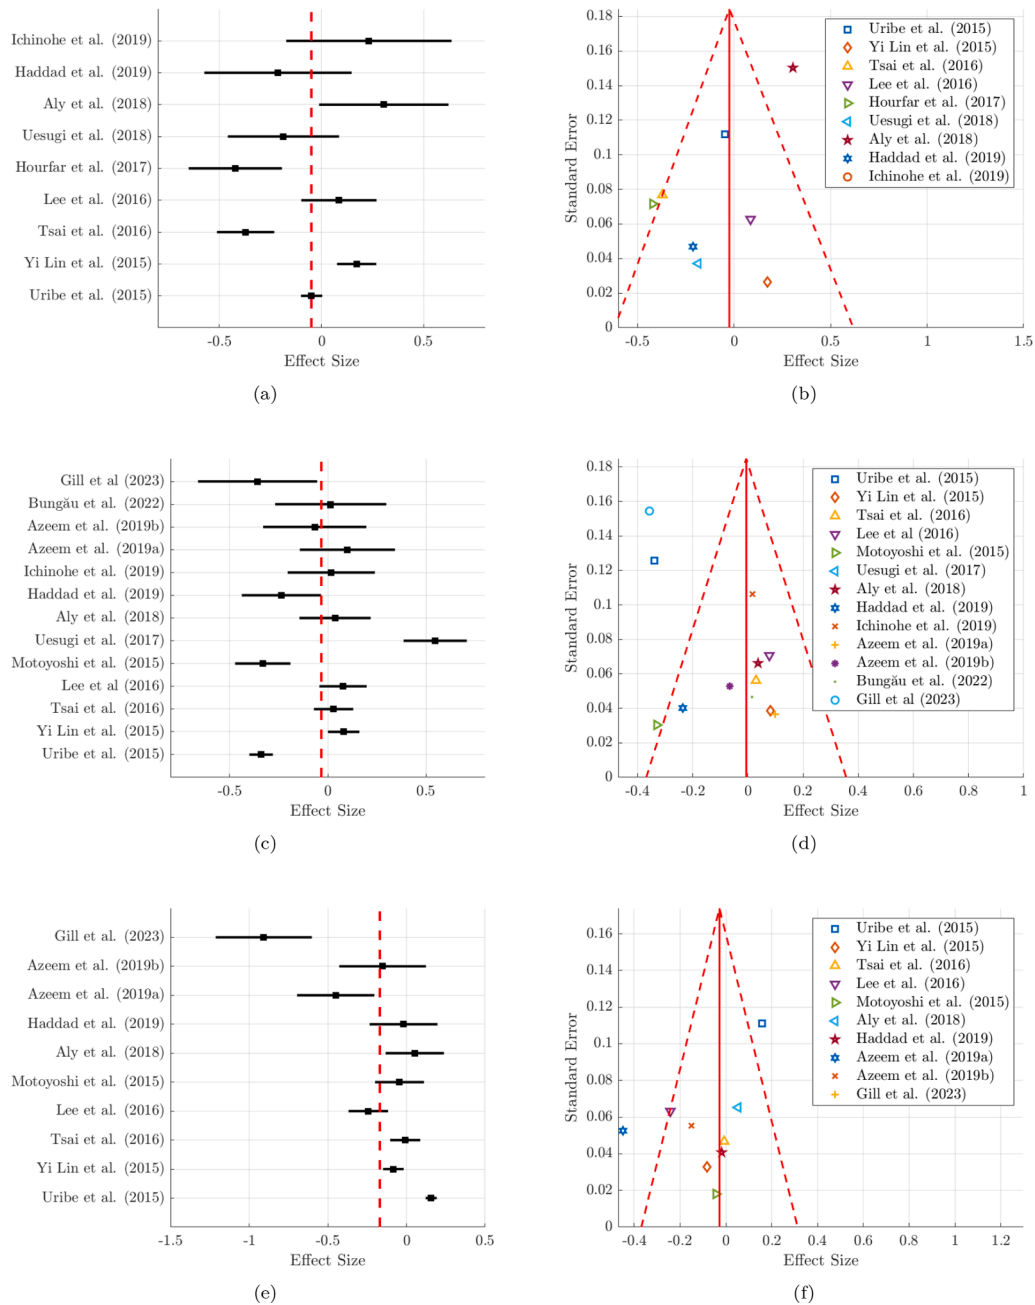 Ichinohe et al. (2019)
Haddad et al. (2019)
Aly et al. (2018)
Uesugi et al. (2018)
Hourfar et al. (2017)
Lee et al. (2016)
Tsai et al. (2016)
Yi Lin et al. (2015)
Uribe et al. (2015)
-0.5 0 0.5
Effect Size
(a)
0.18
0.16
0.14
0.12
0.1
0.08
0.06
0.04
0.02
0
Standard Error
Uribe et al. (2015)
Yi Lin et al. (2015)
Tsai et al. (2016)
Lee et al. (2016)
Hourfar et al. (2017)
Uesugi et al. (2018)
Aly et al. (2018)
Haddad et al. (2019)
Ichinohe et al. (2019)
-0.5 0 0.5 1 1.5
Effect Size
(b)
Gill et al (2023)
Bungău et al. (2022)
Azeem et al. (2019b)
Azeem et al. (2019a)
Ichinohe et al. (2019)
Haddad et al. (2019)
Aly et al. (2018)
Uesugi et al. (2017)
Motoyoshi et al. (2015)
Lee et al (2016)
Tsai et al. (2016)
Yi Lin et al. (2015)
Uribe et al. (2015)
-0.5 0 0.5
Effect Size
(c)
0.18
0.16
0.14
0.12
0.1
0.08
0.06
0.04
0.02
0
Standard Error
Uribe et al. (2015)
Yi Lin et al. (2015)
Tsai et al. (2016)
Lee et al (2016)
Motoyoshi et al. (2015)
Uesugi et al. (2017)
Aly et al. (2018)
Haddad et al. (2019)
Ichinohe et al. (2019)
Azeem et al. (2019a)
Azeem et al. (2019b)
Bungău et al. (2022)
Gill et al (2023)
-0.4 -0.2 0 0.2 0.4 0.6 0.8 1
Effect Size
(d)
Gill et al. (2023)
Azeem et al. (2019b)
Azeem et al. (2019a)
Haddad et al. (2019)
Aly et al. (2018)
Motoyoshi et al. (2015)
Lee et al. (2016)
Tsai et al. (2016)
Yi Lin et al. (2015)
Uribe et al. (2015)
-1.5 -1 -0.5 0 0.5
Effect Size
(e)
0.16
0.14
0.12
0.1
0.08
0.06
0.04
0.02
0
Standard Error
Uribe et al. (2015)
Yi Lin et al. (2015)
Tsai et al. (2016)
Lee et al. (2016)
Motoyoshi et al. (2015)
Aly et al. (2018)
Haddad et al. (2019)
Azeem et al. (2019a)
Azeem et al. (2019b)
Gill et al. (2023)
-0.4 -0.2 0 0.2 0.4 0.6 0.8 1 1.2
Effect Size
(f)